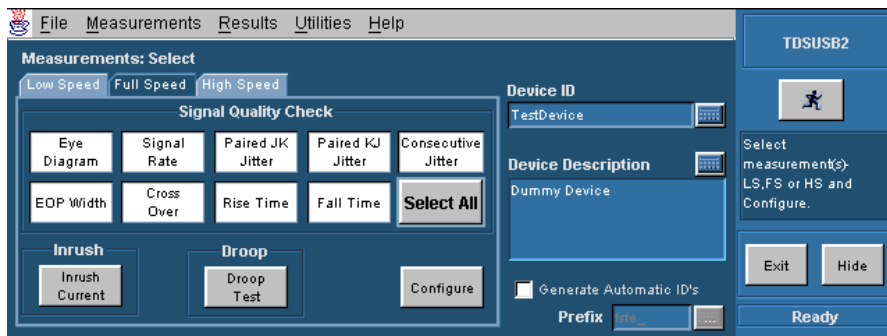 File Measurements Results Utilities Help
TDSUSB2
Measurements: Select
Low Speed Full Speed High Speed
Signal Quality Check
Eye
Diagram
Signal
Rate
Paired JK
Jitter
Paired KJ
Jitter
Consecutive
Jitter
EOP Width
Cross
Over
Rise Time
Fall Time
Select All
Inrush
Inrush
Current
Droop
Droop
Test
Configure
Device ID
TestDevice
Device Description
Dummy Device
Generate Automatic ID's
Prefix fsfe_
Select
measurement(s)-
LS,FS or HS and
Configure.
Exit
Hide
Ready